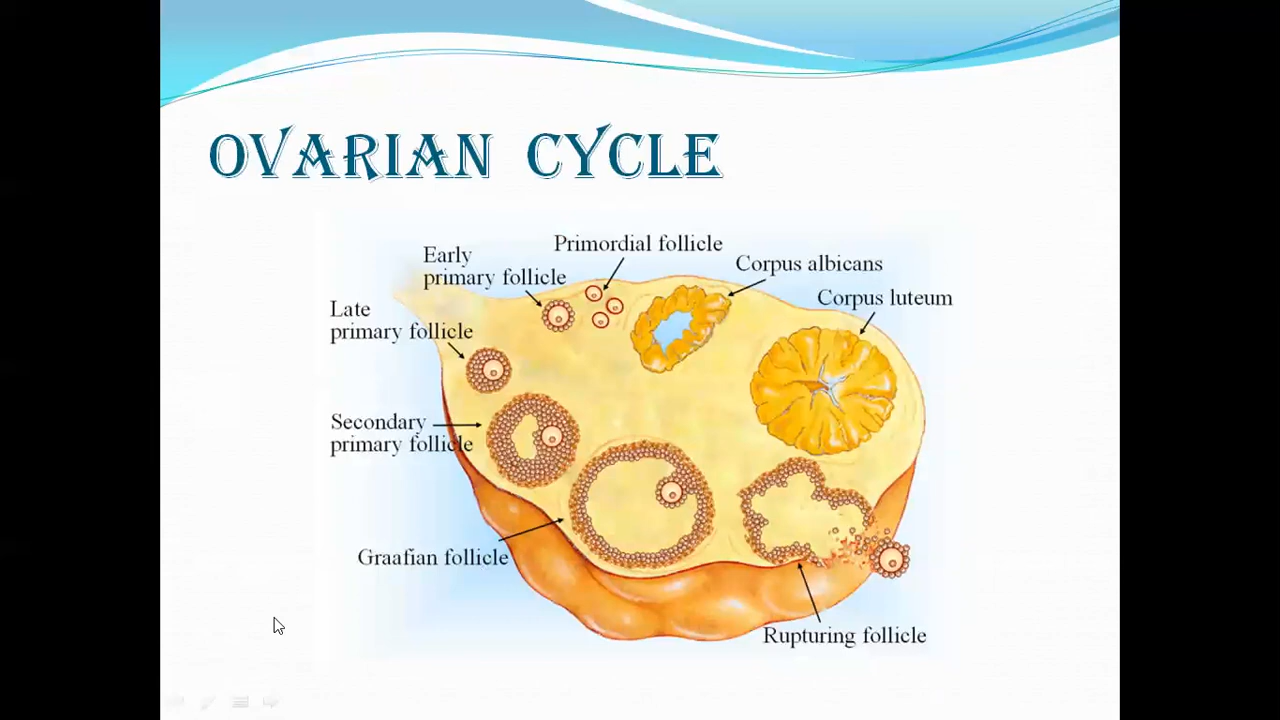 OVARIAN CYCLE
Primordial follicle
Early
primary follicle
Corpus albicans
Corpus luteum
Late
primary follicle
Secondary
primary follicle
Graafian follicle
Rupturing follicle